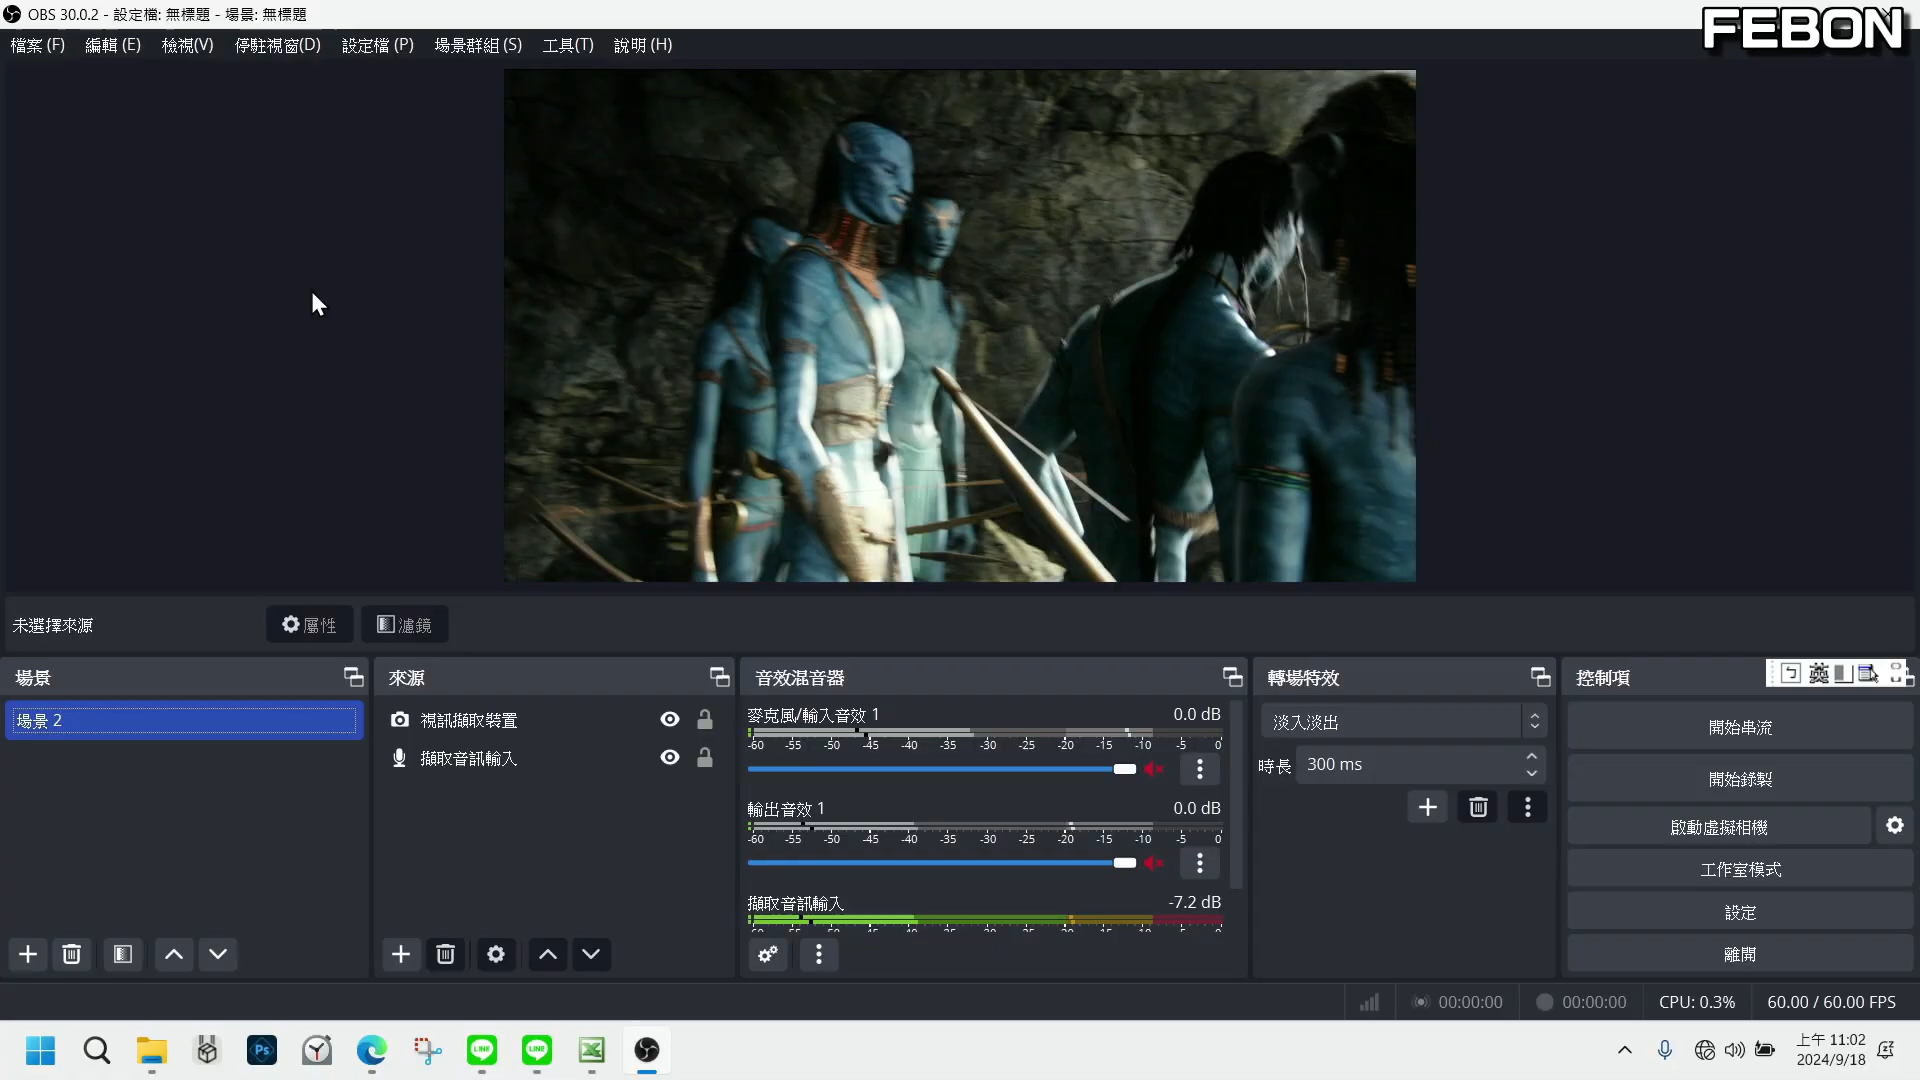 OBS 30.0.2 - 設定檔: 無標題 - 場景: 無標題
FEBON
檔案 (F) 編輯 (E) 檢視(V) 停駐視窗(D) 設定檔 (P) 場景群組 (S) 工具(T) 說明 (H)
未選擇來源 屬性 濾鏡
場景
場景 2
來源
視訊擷取裝置
擷取音訊輸入
音效混音器
麥克風/輸入音效 1 0.0 dB
-60 -55 -50 -45 -40 -35 -30 -25 -20 -15 -10 -5 0
輸出音效 1 0.0 dB
-60 -55 -50 -45 -40 -35 -30 -25 -20 -15 -10 -5 0
擷取音訊輸入 -7.2 dB
轉場特效
淡入淡出
時長 300 ms
控制項
英
開始串流
開始錄製
啟動虛擬相機
工作室模式
設定
離開
00:00:00 00:00:00 CPU: 0.3% 60.00 / 60.00 FPS
Ps LINE LINE
上午 11:02
2024/9/18